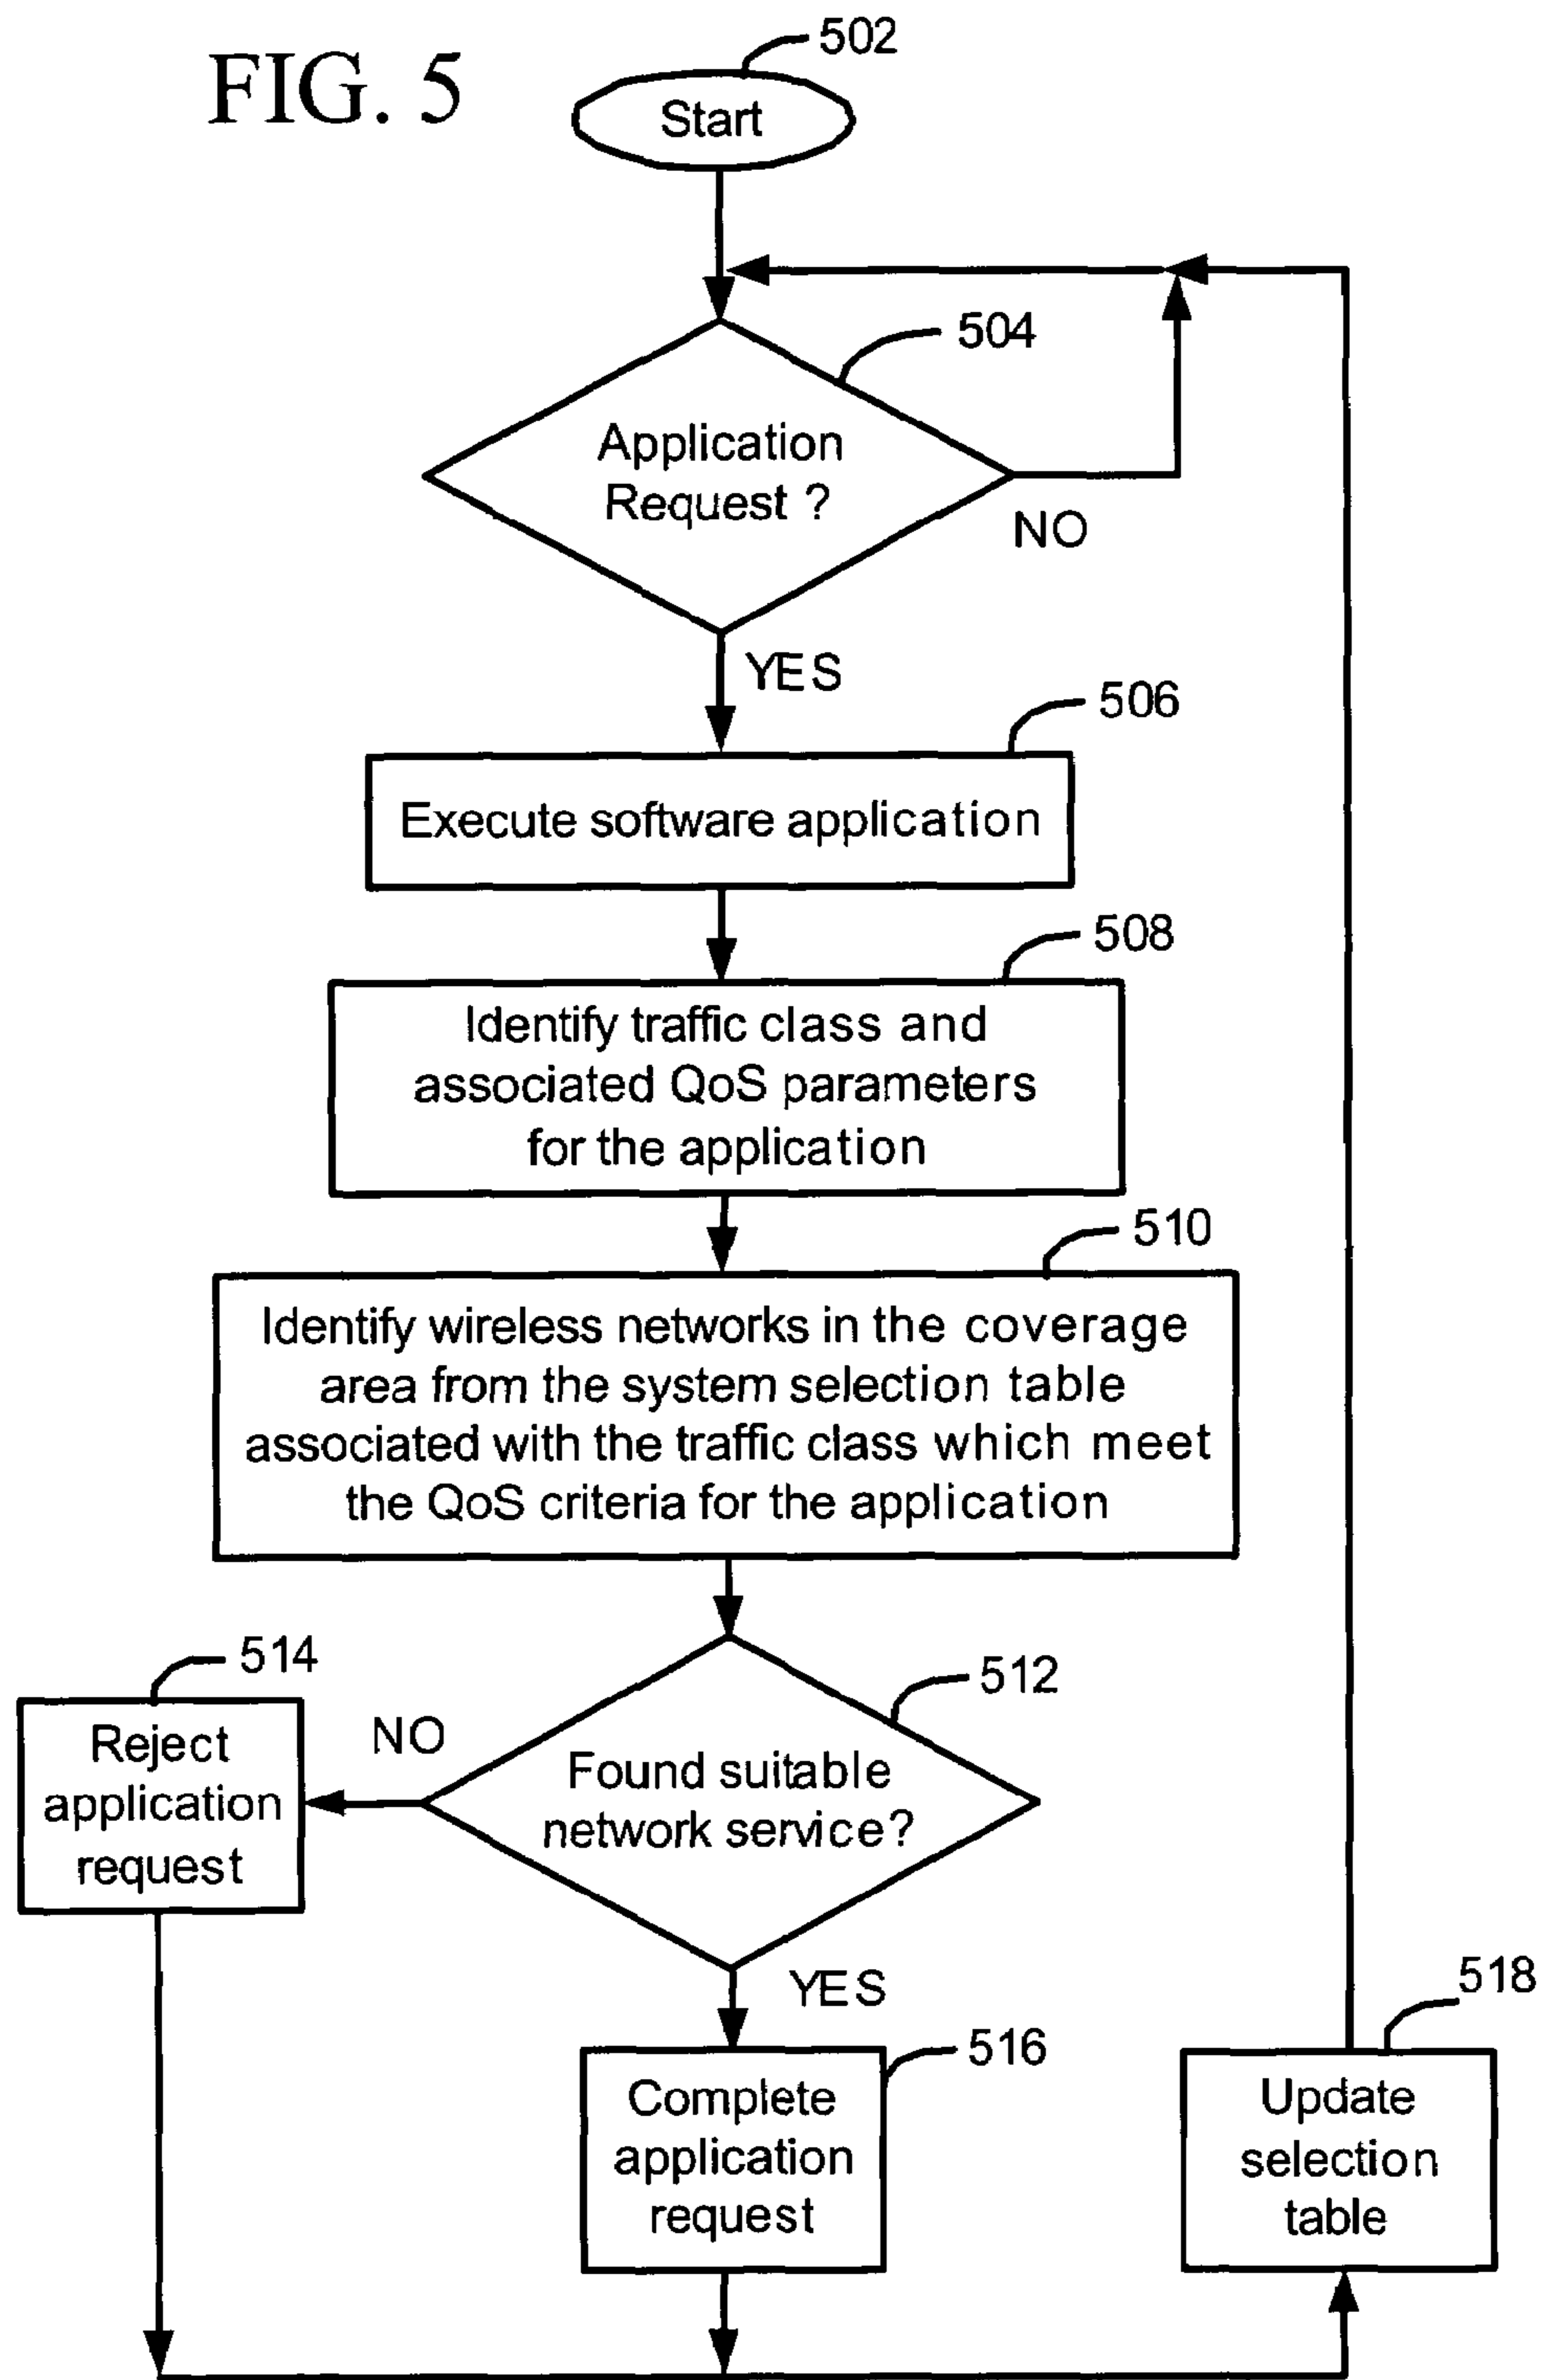 FIG. 5
502
Start
504
Application
Request ?
NO
YES
506
Execute software application
508
Identify traffic class and
associated QoS parameters
for the application
510
Identify wireless networks in the coverage
area from the system selection table
associated with the traffic class which meet
the QoS criteria for the application
514
Reject
application
request
NO
512
Found suitable
network service?
YES
516
Complete
application
request
518
Update
selection
table